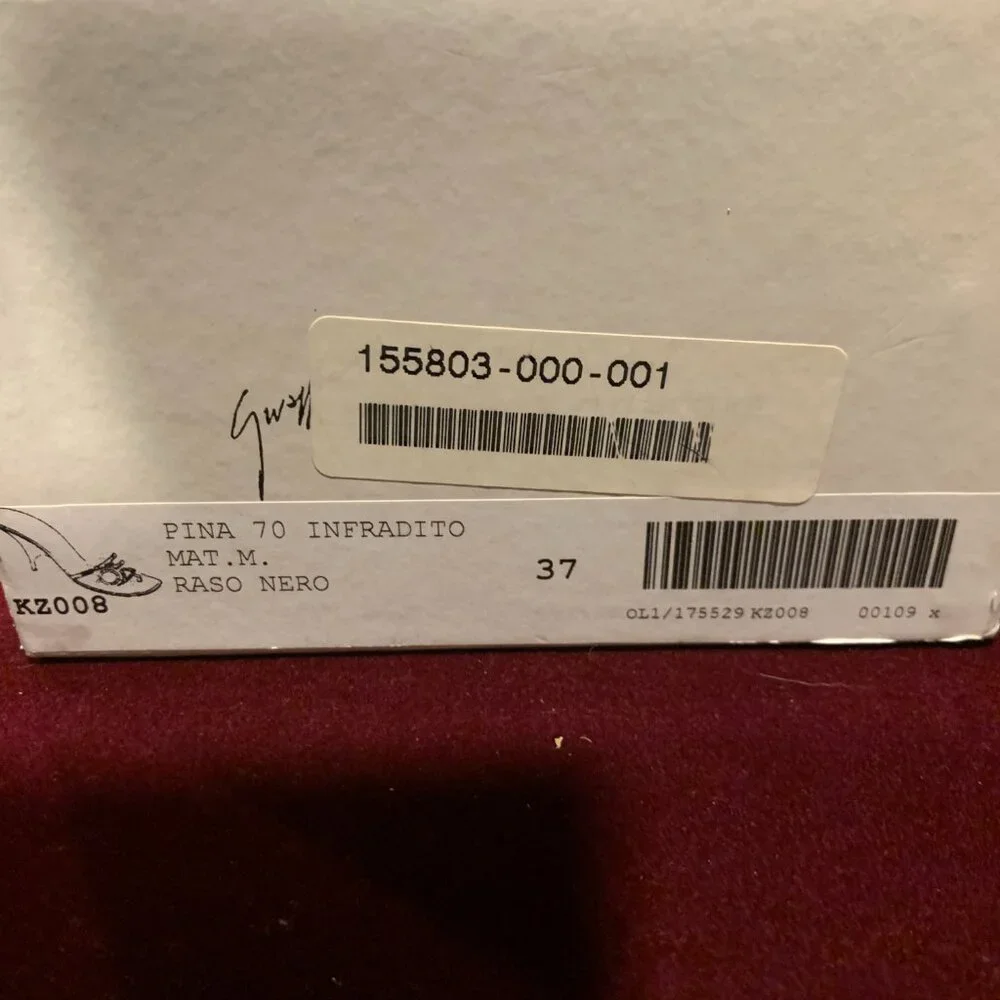 155803-000-001
PINA 70 INFRADITO
MAT.M.
RASO NERO
37
KZ008
OL1/175529 KZ008 00109 x